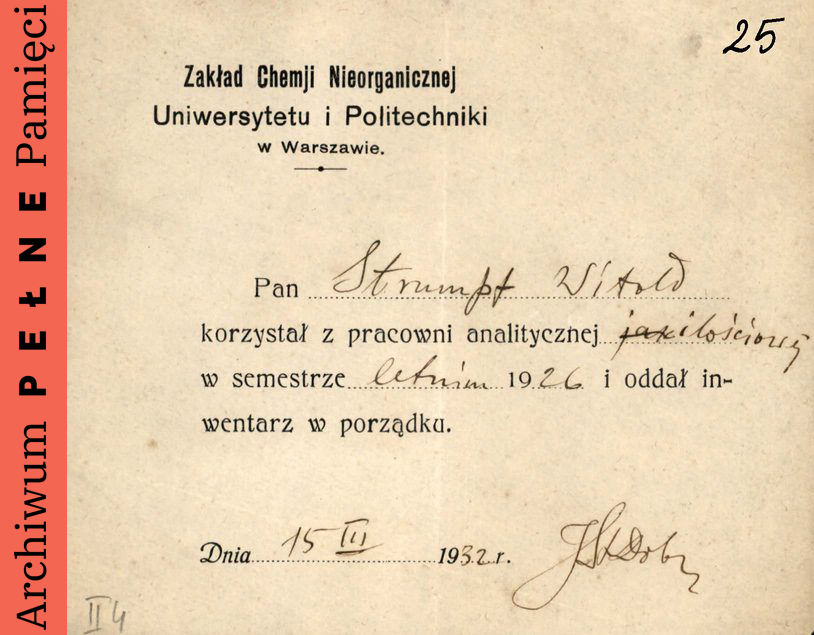 Archiwum PEŁNE Pamięci
25
Zakład Chemji Nieorganicznej
Uniwersytetu i Politechniki
w Warszawie.
Pan Strumpf Witold
korzystał z pracowni analitycznej jakilościowej
w semestrze letnim 1926 i oddał in-
wentarz w porządku.
Dnia 15 III 1932 r.
II 4